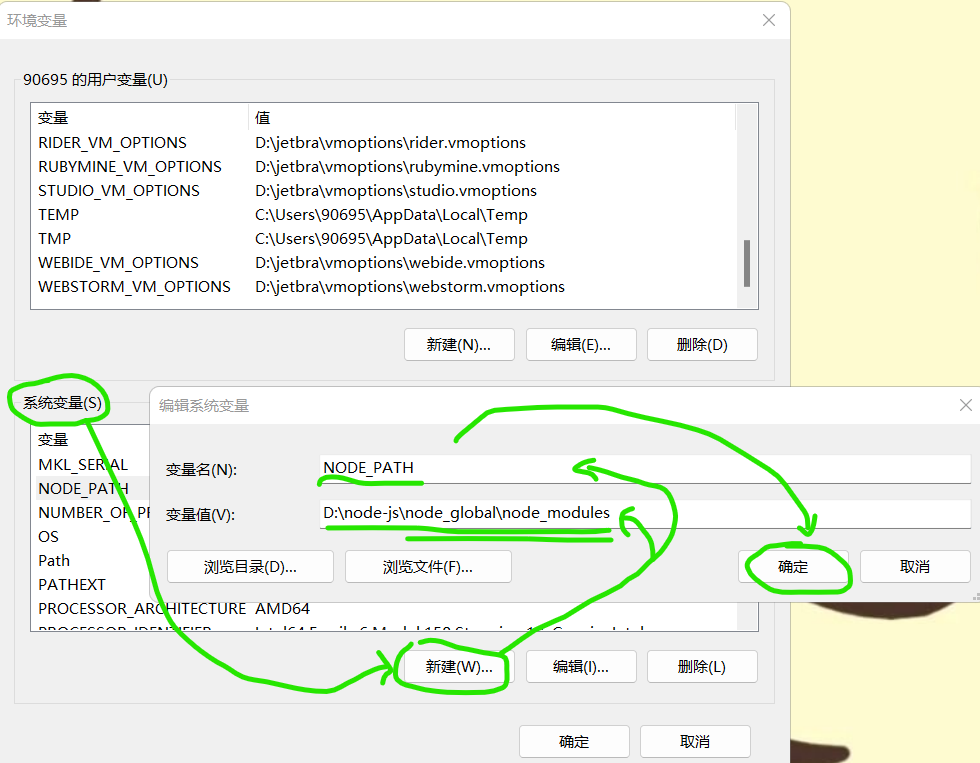 环境变量
90695 的用户变量(U)
变量 值
RIDER_VM_OPTIONS D:\jetbra\vmoptions\rider.vmoptions
RUBYMINE_VM_OPTIONS D:\jetbra\vmoptions\rubymine.vmoptions
STUDIO_VM_OPTIONS D:\jetbra\vmoptions\studio.vmoptions
TEMP C:\Users\90695\AppData\Local\Temp
TMP C:\Users\90695\AppData\Local\Temp
WEBIDE_VM_OPTIONS D:\jetbra\vmoptions\webide.vmoptions
WEBSTORM_VM_OPTIONS D:\jetbra\vmoptions\webstorm.vmoptions
新建(N)... 编辑(E)... 删除(D)
系统变量(S)
变量
MKL_SERIAL
NODE_PATH
NUMBER_OF_PR
OS
Path
PATHEXT
PROCESSOR_ARCHITECTURE AMD64
编辑系统变量
变量名(N): NODE_PATH
变量值(V): D:\node-js\node_global\node_modules
浏览目录(D)... 浏览文件(F)... 确定 取消
新建(W)... 编辑(I)... 删除(L)
确定 取消